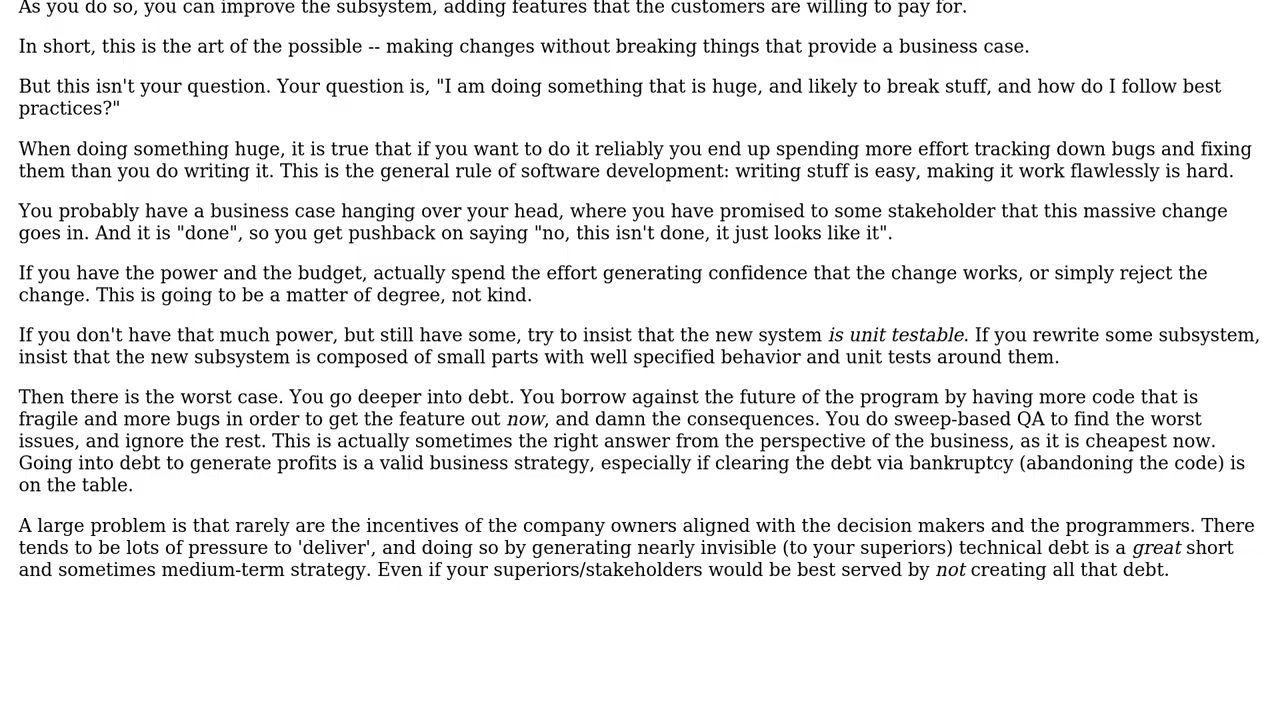 As you do so, you can improve the subsystem, adding features that the customers are willing to pay for.
In short, this is the art of the possible -- making changes without breaking things that provide a business case.
But this isn't your question. Your question is, "I am doing something that is huge, and likely to break stuff, and how do I follow best
practices?"
When doing something huge, it is true that if you want to do it reliably you end up spending more effort tracking down bugs and fixing
them than you do writing it. This is the general rule of software development: writing stuff is easy, making it work flawlessly is hard.
You probably have a business case hanging over your head, where you have promised to some stakeholder that this massive change
goes in. And it is "done", so you get pushback on saying "no, this isn't done, it just looks like it".
If you have the power and the budget, actually spend the effort generating confidence that the change works, or simply reject the
change. This is going to be a matter of degree, not kind.
If you don't have that much power, but still have some, try to insist that the new system is unit testable. If you rewrite some subsystem,
insist that the new subsystem is composed of small parts with well specified behavior and unit tests around them.
Then there is the worst case. You go deeper into debt. You borrow against the future of the program by having more code that is
fragile and more bugs in order to get the feature out now, and damn the consequences. You do sweep-based QA to find the worst
issues, and ignore the rest. This is actually sometimes the right answer from the perspective of the business, as it is cheapest now.
Going into debt to generate profits is a valid business strategy, especially if clearing the debt via bankruptcy (abandoning the code) is
on the table.
A large problem is that rarely are the incentives of the company owners aligned with the decision makers and the programmers. There
tends to be lots of pressure to 'deliver', and doing so by generating nearly invisible (to your superiors) technical debt is a great short
and sometimes medium-term strategy. Even if your superiors/stakeholders would be best served by not creating all that debt.